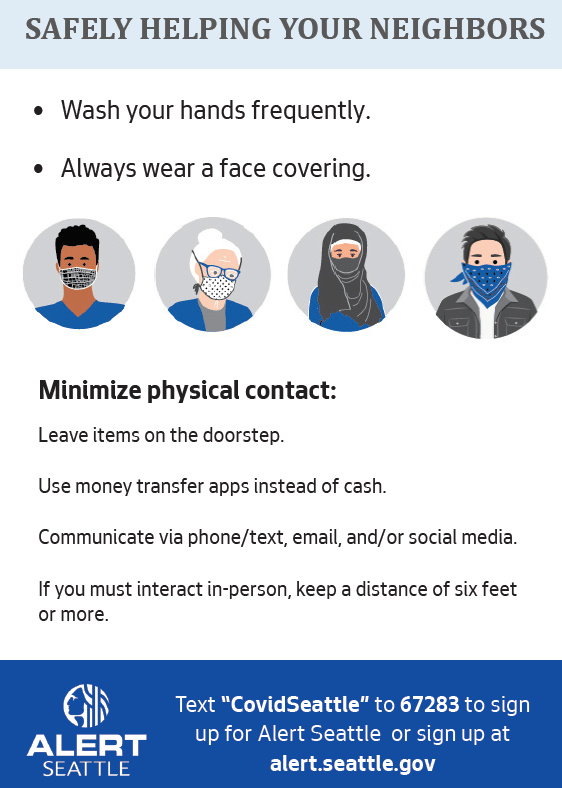 SAFELY HELPING YOUR NEIGHBORS
• Wash your hands frequently.
• Always wear a face covering.
Minimize physical contact:
Leave items on the doorstep.
Use money transfer apps instead of cash.
Communicate via phone/text, email, and/or social media.
If you must interact in-person, keep a distance of six feet
or more.
ALERT
SEATTLE
Text “CovidSeattle” to 67283 to sign
up for Alert Seattle or sign up at
alert.seattle.gov